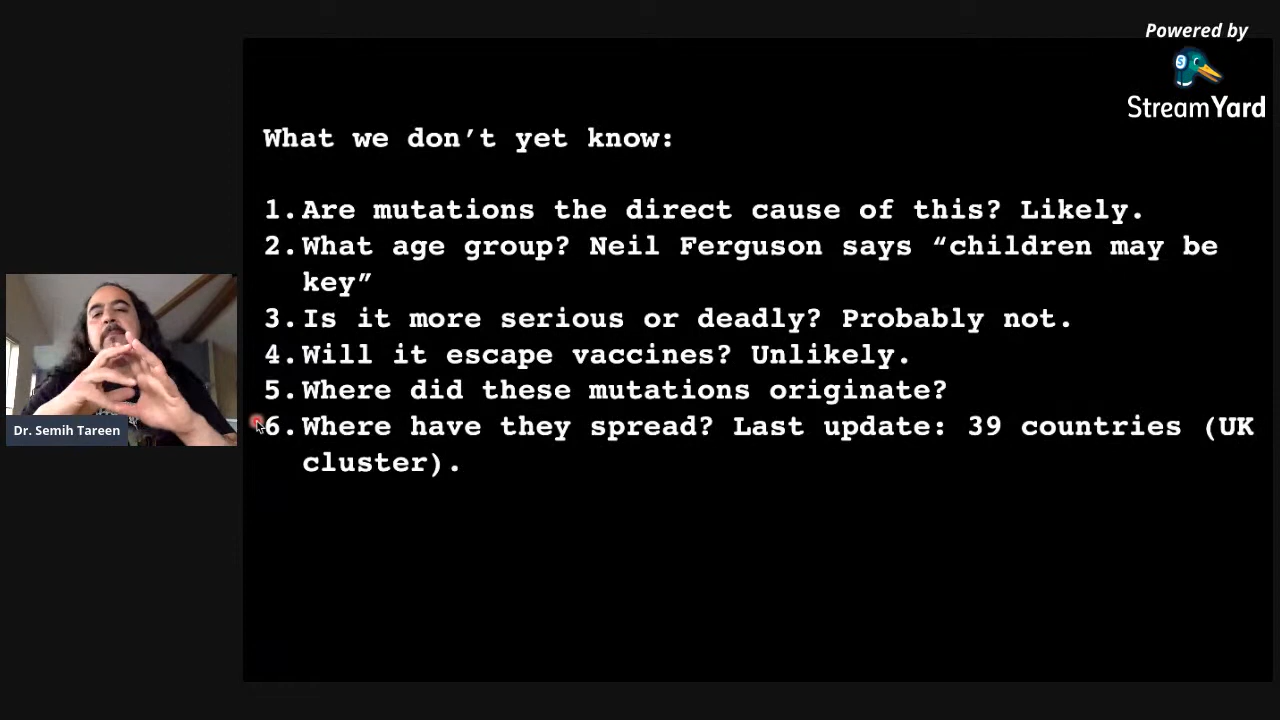 Powered by
S
StreamYard
What we don’t yet know:
1. Are mutations the direct cause of this? Likely.
2. What age group? Neil Ferguson says “children may be
key”
3. Is it more serious or deadly? Probably not.
4. Will it escape vaccines? Unlikely.
5. Where did these mutations originate?
6. Where have they spread? Last update: 39 countries (UK
cluster).
Dr. Semih Tareen